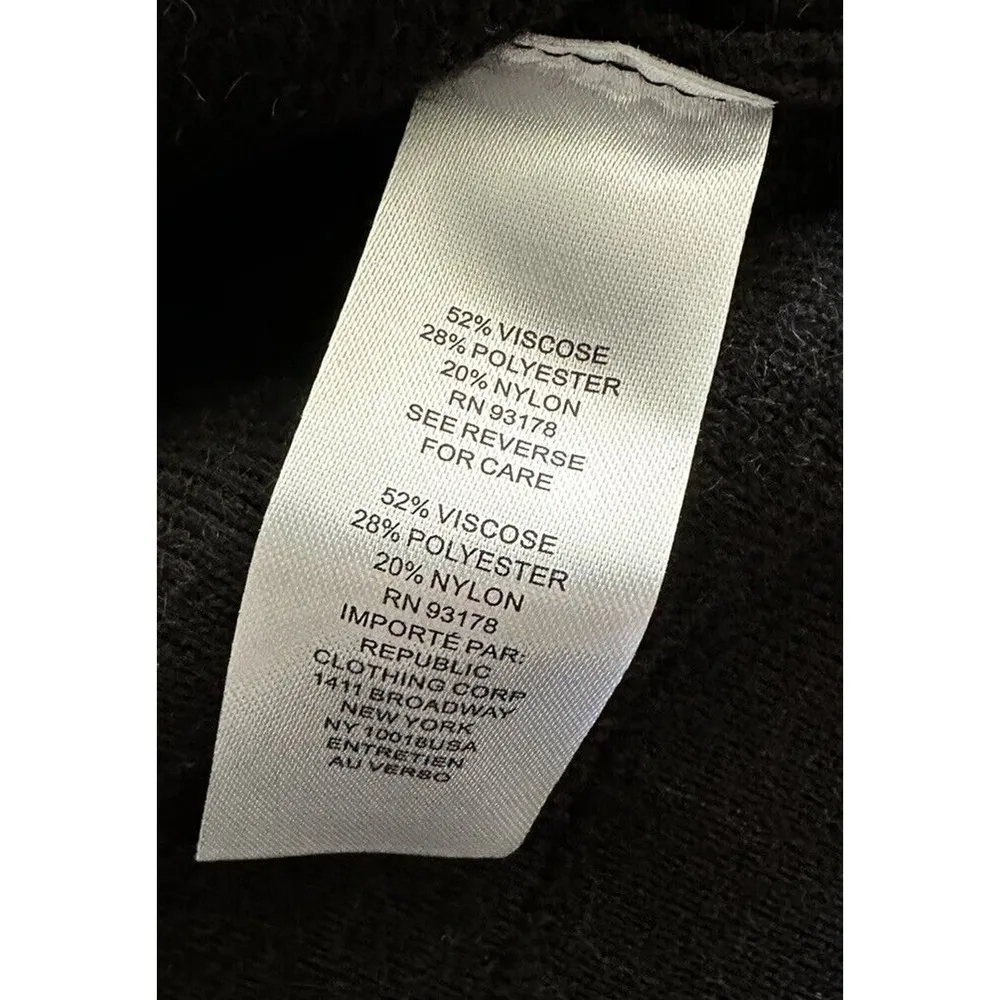 52% VISCOSE
28% POLYESTER
20% NYLON
RN 93178
SEE REVERSE
FOR CARE
52% VISCOSE
28% POLYESTER
20% NYLON
RN 93178
IMPORTÉ PAR:
REPUBLIC
CLOTHING CORP
1411 BROADWAY
NEW YORK
NY 10018USA
ENTRETIEN
AU VERSO